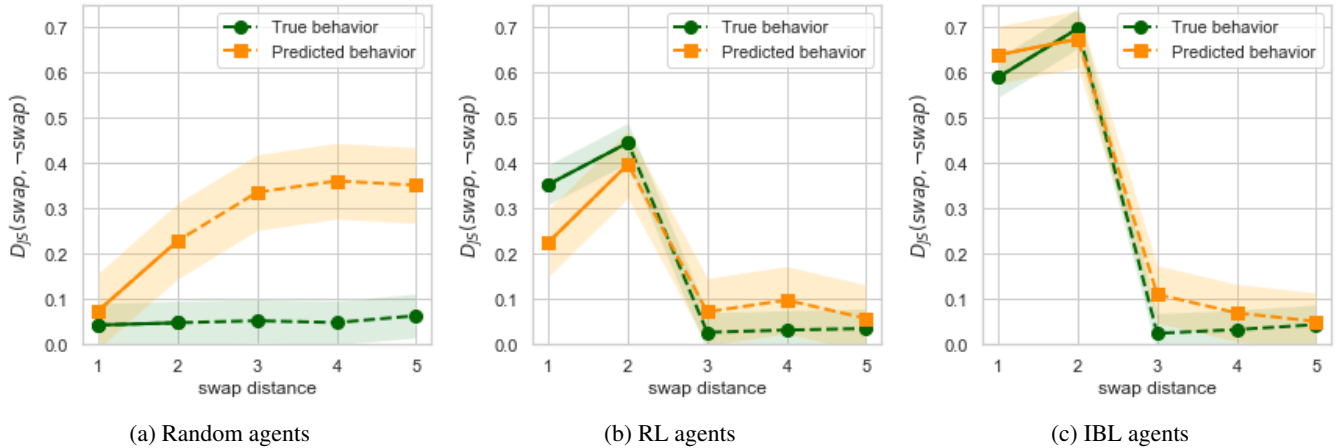 0.7
0.6
0.5
0.4
0.3
0.2
0.1
0.0
D_JS(swap, ¬swap)
True behavior
Predicted behavior
1 2 3 4 5
swap distance
(a) Random agents
0.7
0.6
0.5
0.4
0.3
0.2
0.1
0.0
D_JS(swap, ¬swap)
True behavior
Predicted behavior
1 2 3 4 5
swap distance
(b) RL agents
0.7
0.6
0.5
0.4
0.3
0.2
0.1
0.0
D_JS(swap, ¬swap)
True behavior
Predicted behavior
1 2 3 4 5
swap distance
(c) IBL agents